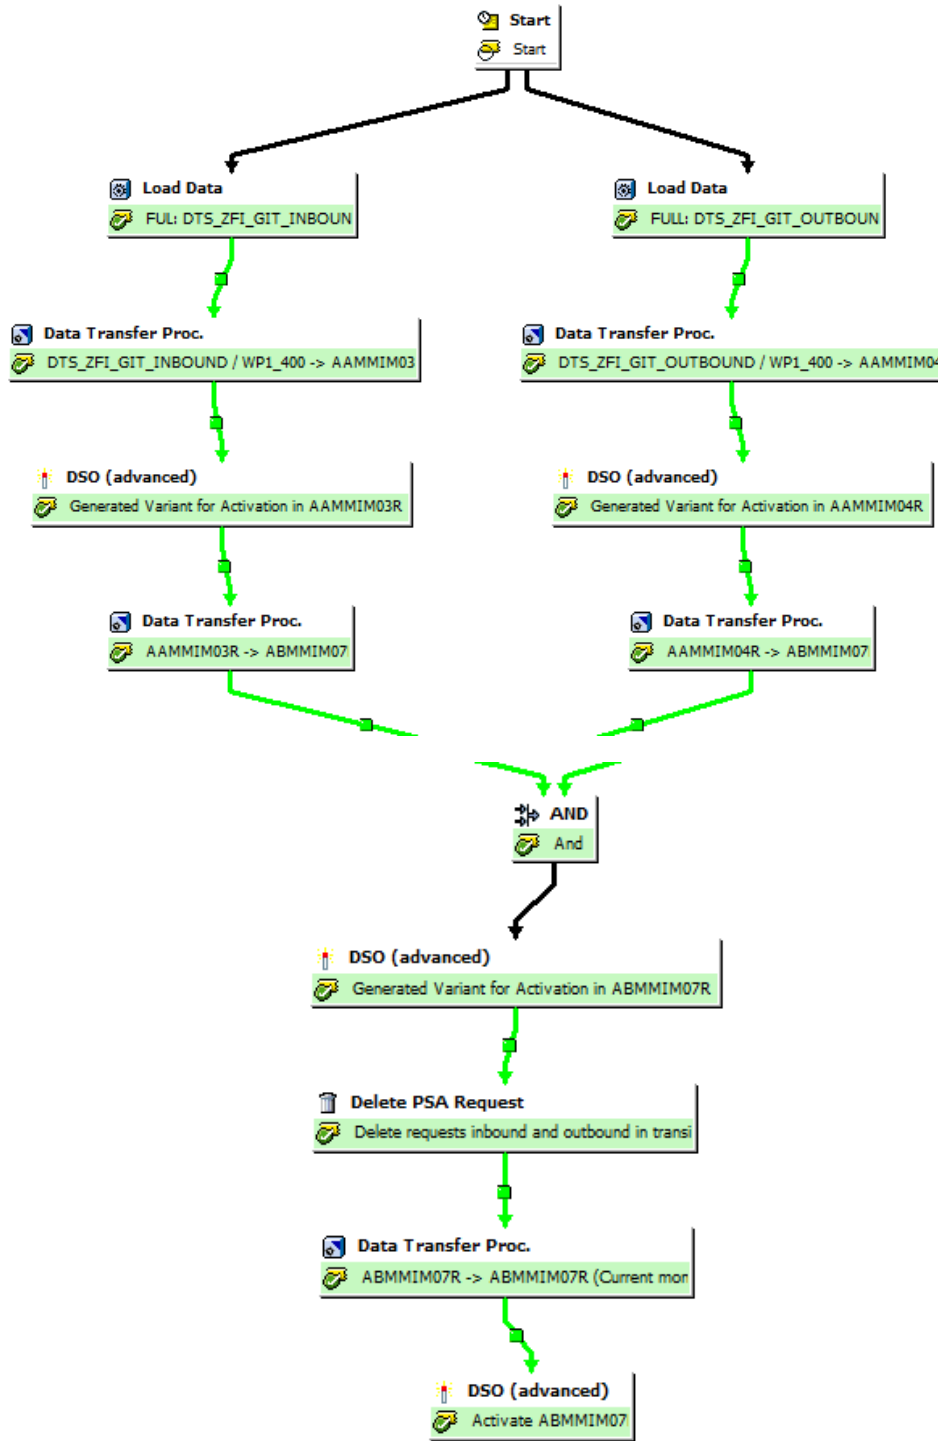 Start
Start
Load Data
FUL: DTS_ZFI_GIT_INBOUN
Load Data
FULL: DTS_ZFI_GIT_OUTBOUN
Data Transfer Proc.
DTS_ZFI_GIT_INBOUND / WP1_400 -> AAMMIM03
Data Transfer Proc.
DTS_ZFI_GIT_OUTBOUND / WP1_400 -> AAMMIM04
DSO (advanced)
Generated Variant for Activation in AAMMIM03R
DSO (advanced)
Generated Variant for Activation in AAMMIM04R
Data Transfer Proc.
AAMMIM03R -> ABMMIM07
Data Transfer Proc.
AAMMIM04R -> ABMMIM07
AND
And
DSO (advanced)
Generated Variant for Activation in ABMMIM07R
Delete PSA Request
Delete requests inbound and outbound in transi
Data Transfer Proc.
ABMMIM07R -> ABMMIM07R (Current mon
DSO (advanced)
Activate ABMMIM07